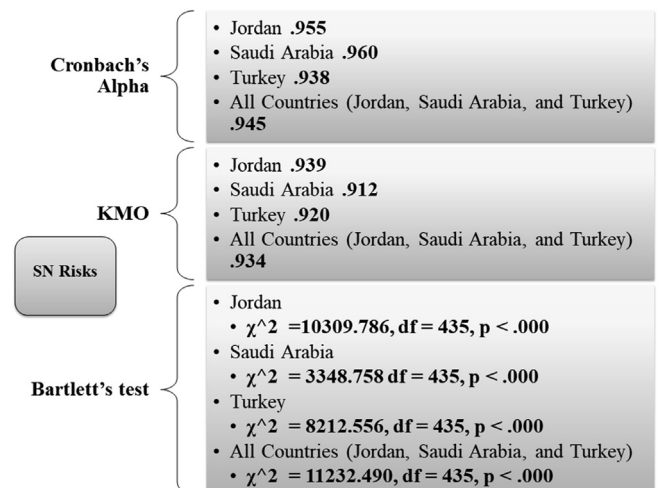 Cronbach's
Alpha
• Jordan .955
• Saudi Arabia .960
• Turkey .938
• All Countries (Jordan, Saudi Arabia, and Turkey)
.945
KMO
• Jordan .939
• Saudi Arabia .912
• Turkey .920
• All Countries (Jordan, Saudi Arabia, and Turkey)
.934
SN Risks
Bartlett's test
• Jordan
• χ^2 =10309.786, df = 435, p < .000
• Saudi Arabia
• χ^2 = 3348.758 df = 435, p < .000
• Turkey
• χ^2 = 8212.556, df = 435, p < .000
• All Countries (Jordan, Saudi Arabia, and Turkey)
• χ^2 = 11232.490, df = 435, p < .000